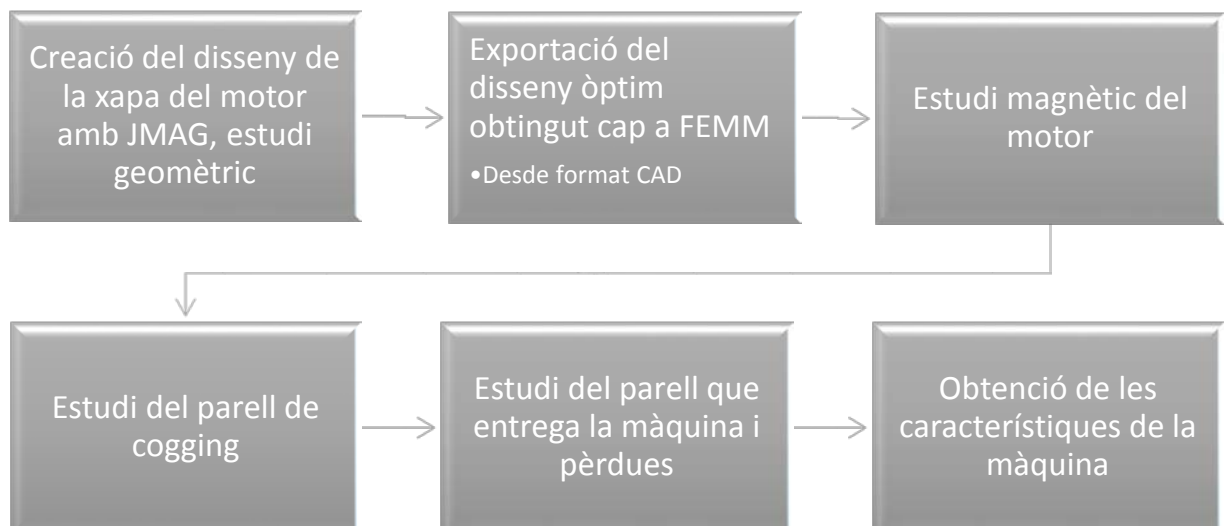 Creació del disseny de
la xapa del motor
amb JMAG, estudi
geomètric
Exportació del
disseny òptim
obtingut cap a FEMM
•Desde format CAD
Estudi magnètic del
motor
Estudi del parell de
cogging
Estudi del parell que
entrega la màquina i
pèrdues
Obtenció de les
característiques de la
màquina